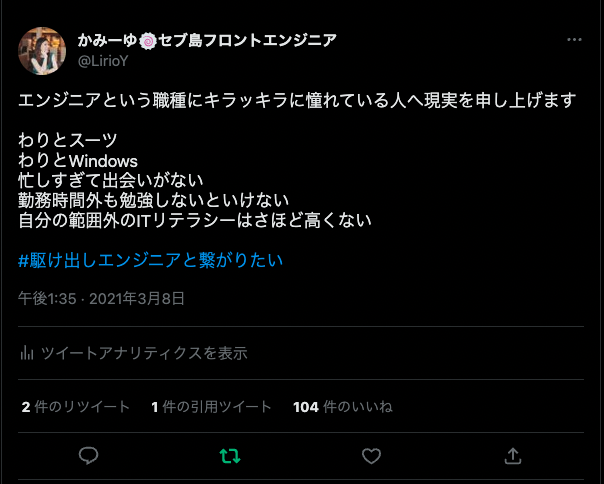 かみーゆ🍥セブ島フロントエンジニア
@LirioY
エンジニアという職種にキラッキラに憧れている人へ現実を申し上げます
わりとスーツ
わりとWindows
忙しすぎて出会いがない
勤務時間外も勉強しないといけない
自分の範囲外のITリテラシーはさほど高くない
#駆け出しエンジニアと繋がりたい
午後1:35 · 2021年3月8日
ツイートアナリティクスを表示
2 件のリツイート 1 件の引用ツイート 104 件のいいね